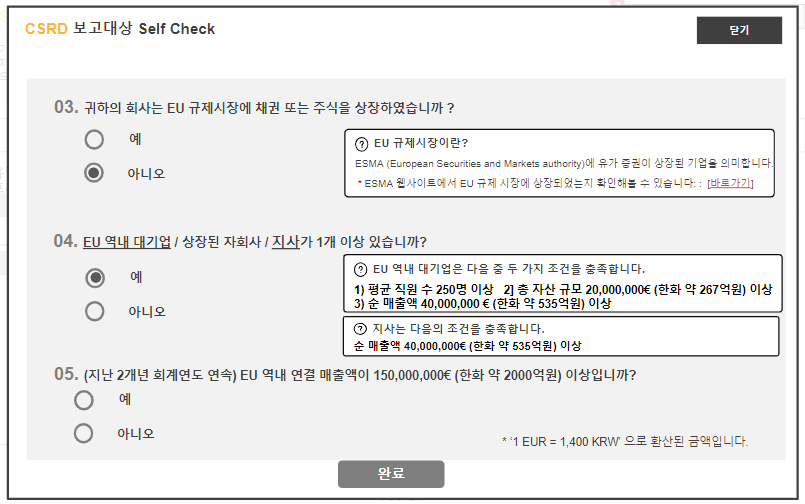 CSRD 보고대상 Self Check
닫기
03. 귀하의 회사는 EU 규제시장에 채권 또는 주식을 상장하였습니까 ?
예
아니오
? EU 규제시장이란?
ESMA (European Securities and Markets authority)에 유가 증권이 상장된 기업을 의미합니다.
* ESMA 웹사이트에서 EU 규제 시장에 상장되었는지 확인해볼 수 있습니다: : [바로가기]
04. EU 역내 대기업 / 상장된 자회사 / 지사가 1개 이상 있습니까?
예
아니오
? EU 역내 대기업은 다음 중 두 가지 조건을 충족합니다.
1) 평균 직원 수 250명 이상 2] 총 자산 규모 20,000,000€ (한화 약 267억원) 이상
3) 순 매출액 40,000,000 € (한화 약 535억원) 이상
? 지사는 다음의 조건을 충족합니다.
순 매출액 40,000,000€ (한화 약 535억원) 이상
05. (지난 2개년 회계연도 연속) EU 역내 연결 매출액이 150,000,000€ (한화 약 2000억원) 이상입니까?
예
아니오
* ‘1 EUR = 1,400 KRW’ 으로 환산된 금액입니다.
완료